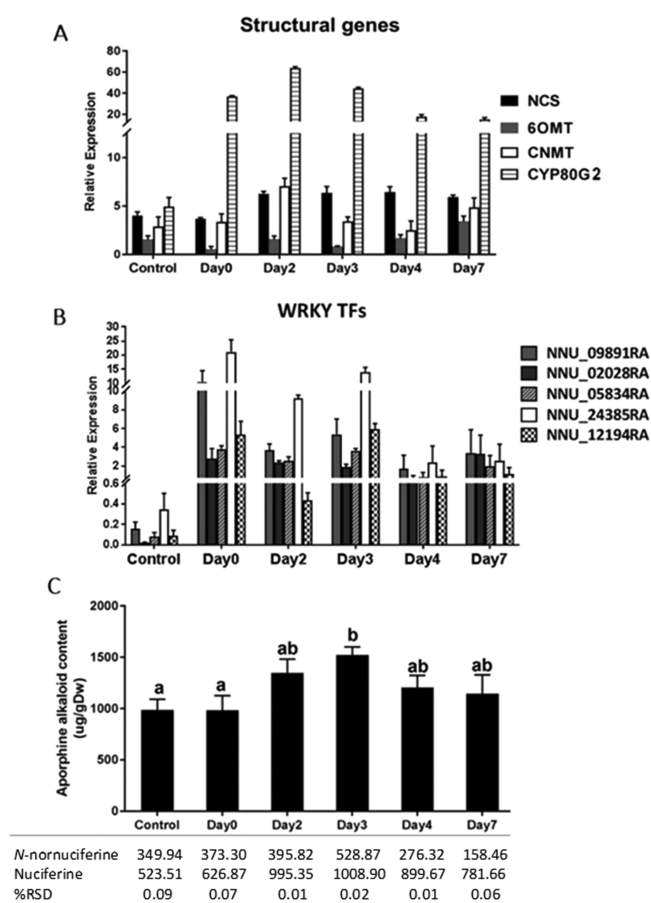 A
Structural genes
Relative Expression
80
60
40
20
10
5
0
Control Day0 Day2 Day3 Day4 Day7
NCS
6OMT
CNMT
CYP80G2
B
WRKY TFs
Relative Expression
30
25
20
15
10
10
8
6
4
2
0.6
0.4
0.2
0.0
Control Day0 Day2 Day3 Day4 Day7
NNU_09891RA
NNU_02028RA
NNU_05834RA
NNU_24385RA
NNU_12194RA
C
Aporphine alkaloid content
(ug/gDw)
2000
1500
1000
500
0
a a ab b ab ab
Control Day0 Day2 Day3 Day4 Day7
N-nornuciferine 349.94 373.30 395.82 528.87 276.32 158.46
Nuciferine 523.51 626.87 995.35 1008.90 899.67 781.66
%RSD 0.09 0.07 0.01 0.02 0.01 0.06